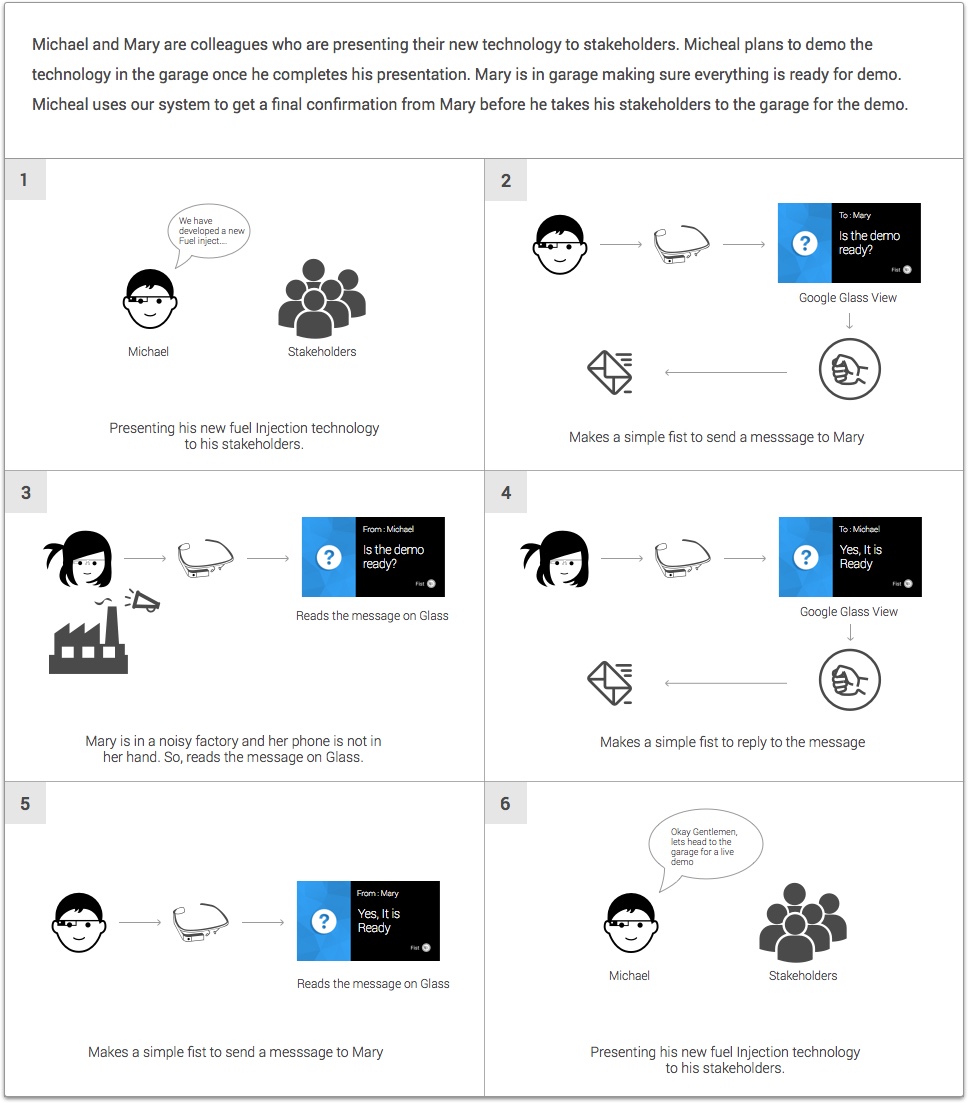 Michael and Mary are colleagues who are presenting their new technology to stakeholders. Micheal plans to demo the
technology in the garage once he completes his presentation. Mary is in garage making sure everything is ready for demo.
Micheal uses our system to get a final confirmation from Mary before he takes his stakeholders to the garage for the demo.
1
We have
developed a new
Fuel inject....
Michael
Stakeholders
Presenting his new fuel Injection technology
to his stakeholders.
2
To : Mary
?
Is the demo
ready?
Fist
Google Glass View
Makes a simple fist to send a messsage to Mary
3
From : Michael
?
Is the demo
ready?
Fist
Reads the message on Glass
Mary is in a noisy factory and her phone is not in
her hand. So, reads the message on Glass.
4
To : Michael
?
Yes, It is
Ready
Fist
Google Glass View
Makes a simple fist to reply to the message
5
From : Mary
?
Yes, It is
Ready
Fist
Reads the message on Glass
Makes a simple fist to send a messsage to Mary
6
Okay Gentlemen,
lets head to the
garage for a live
demo
Michael
Stakeholders
Presenting his new fuel Injection technology
to his stakeholders.